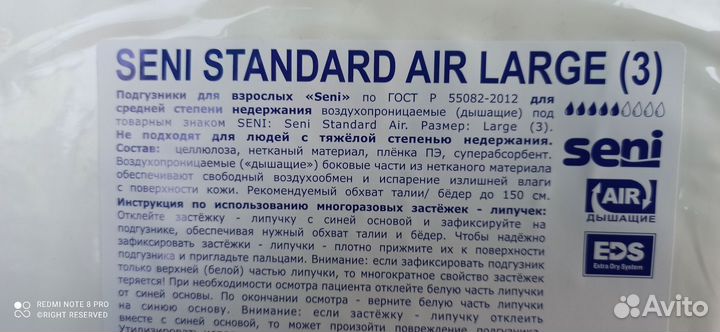 SENI STANDARD AIR LARGE (3)
Подгузники для взрослых «Seni» по ГОСТ Р 55082-2012 для
средней степени недержания воздухопроницаемые (дышащие) под
товарным знаком SENI: Seni Standard Air. Размер: Large (3).
Не подходят для людей с тяжёлой степенью недержания.
Состав: целлюлоза, нетканый материал, плёнка ПЭ, суперабсорбент.
Воздухопроницаемые («дышащие») боковые части из нетканого материала
обеспечивают свободный воздухообмен и испарение излишней влаги
с поверхности кожи. Рекомендуемый обхват талии/ бёдер до 150 см.
Инструкция по использованию многоразовых застёжек - липучек:
Отклейте застёжку - липучку с синей основой и зафиксируйте на
подгузнике, обеспечивая нужный обхват талии и бёдер. Чтобы надёжно
зафиксировать застёжки - липучки - плотно прижмите их к поверхности
подгузника и пригладьте пальцами. Внимание: если зафиксировать подгузник
только верхней (белой) частью липучки, то многократное свойство застёжек
теряется! При необходимости осмотра пациента отклейте белую часть липучки
от синей основы. По окончании осмотра - верните белую часть липучки
на синюю основу. Внимание: если застёжку - липучку отклеить
вместе с синей основой, то может произойти повреждение подгузника.
seni
AIR
ДЫШАЩИЕ
EDS
Extra Dry System
REDMI NOTE 8 PRO
ALL RIGHTS RESERVED
Avito